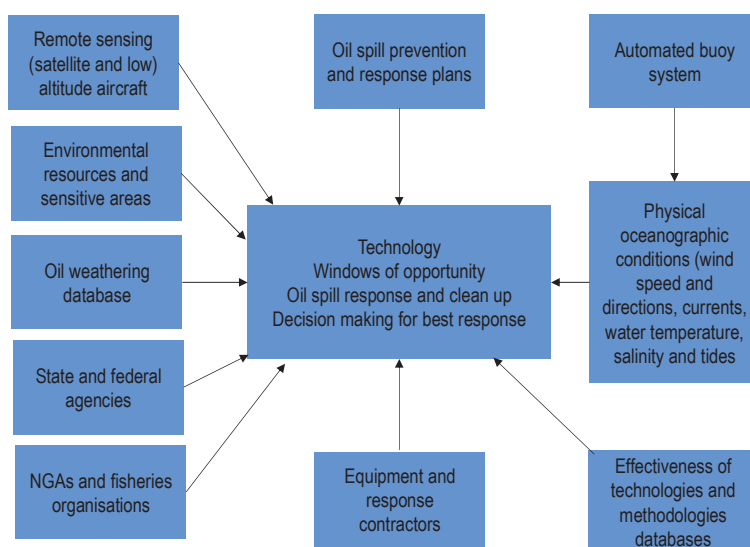 Remote sensing
(satellite and low)
altitude aircraft
Oil spill prevention
and response plans
Automated buoy
system
Environmental
resources and
sensitive areas
Oil weathering
database
State and federal
agencies
NGAs and fisheries
organisations
Technology
Windows of opportunity
Oil spill response and clean up
Decision making for best response
Physical
oceanographic
conditions (wind
speed and
directions, currents,
water temperature,
salinity and tides
Equipment and
response
contractors
Effectiveness of
technologies and
methodologies
databases